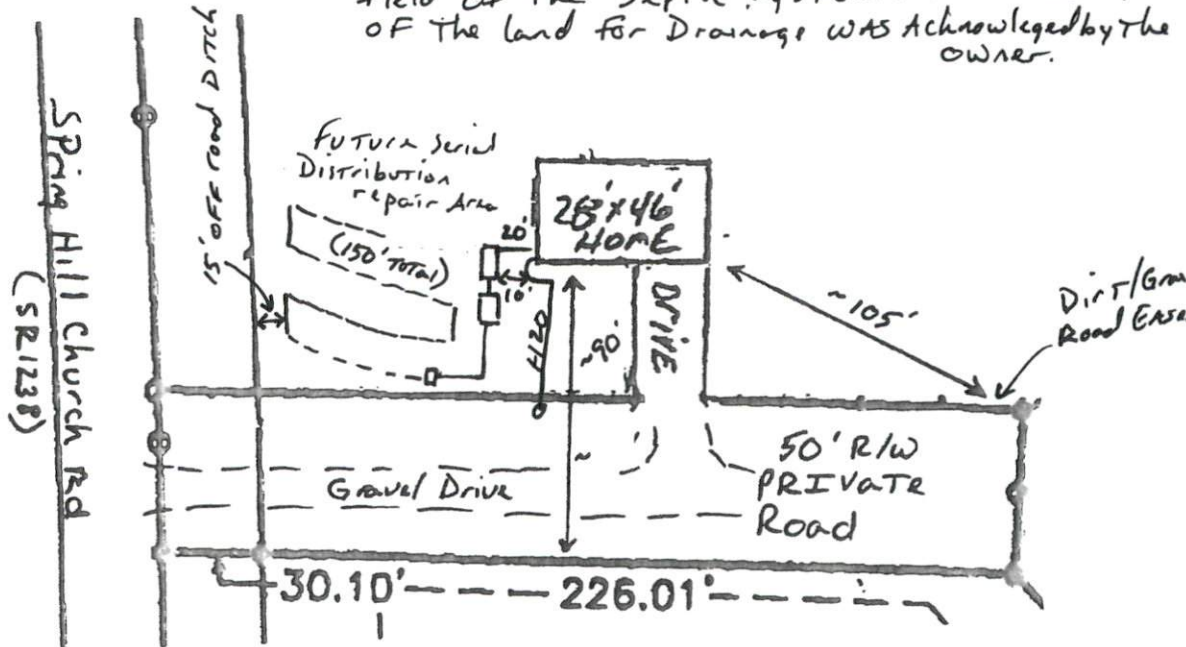 OF The land For Drainage WAS Acknowleged by The
owner.
15' OFF road Ditch
FUTure Serial
Distribution
repair Area
(150' Total)
20'
10'
28'x46'
HOME
H20
~90'
DRIVE
~105'
Dirt/Grav
Road Ease
Spring Hill Church Rd
(SR1238)
Gravel Drive
50' R/W
PRIVATE
Road
30.10'
226.01'